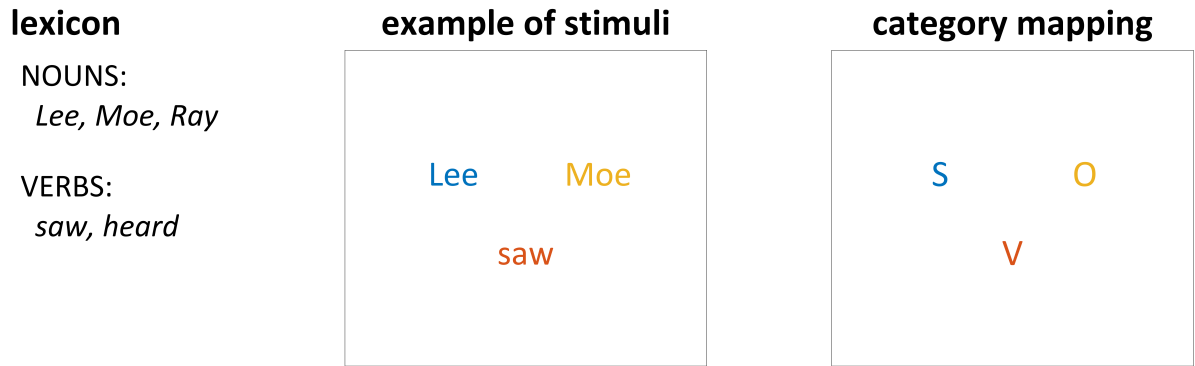 lexicon
NOUNS:
Lee, Moe, Ray
VERBS:
saw, heard
example of stimuli
Lee Moe
saw
category mapping
S O
V